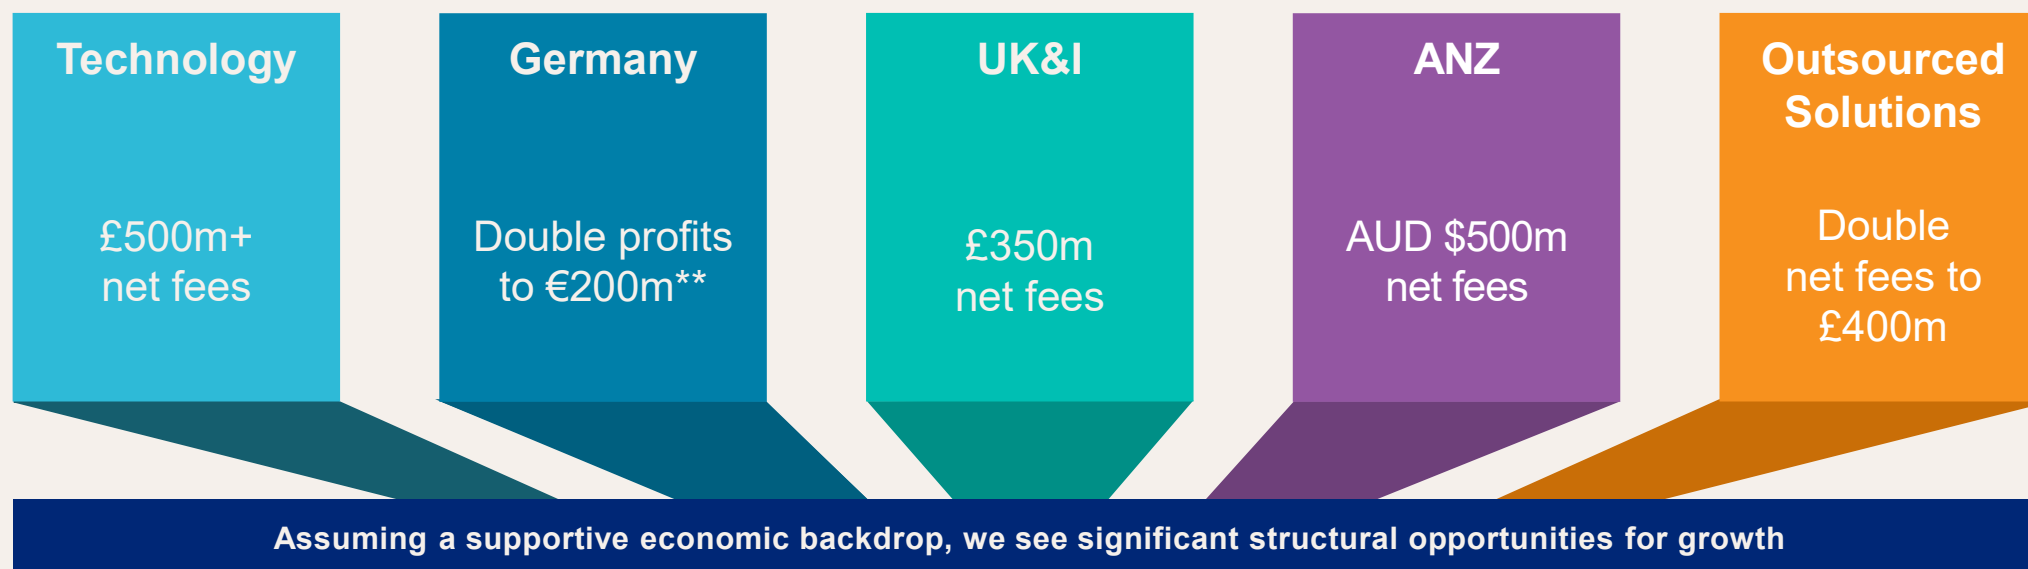 Technology
£500m+
net fees
Germany
Double profits
to €200m**
UK&I
£350m
net fees
ANZ
AUD $500m
net fees
Outsourced
Solutions
Double
net fees to
£400m
Assuming a supportive economic backdrop, we see significant structural opportunities for growth